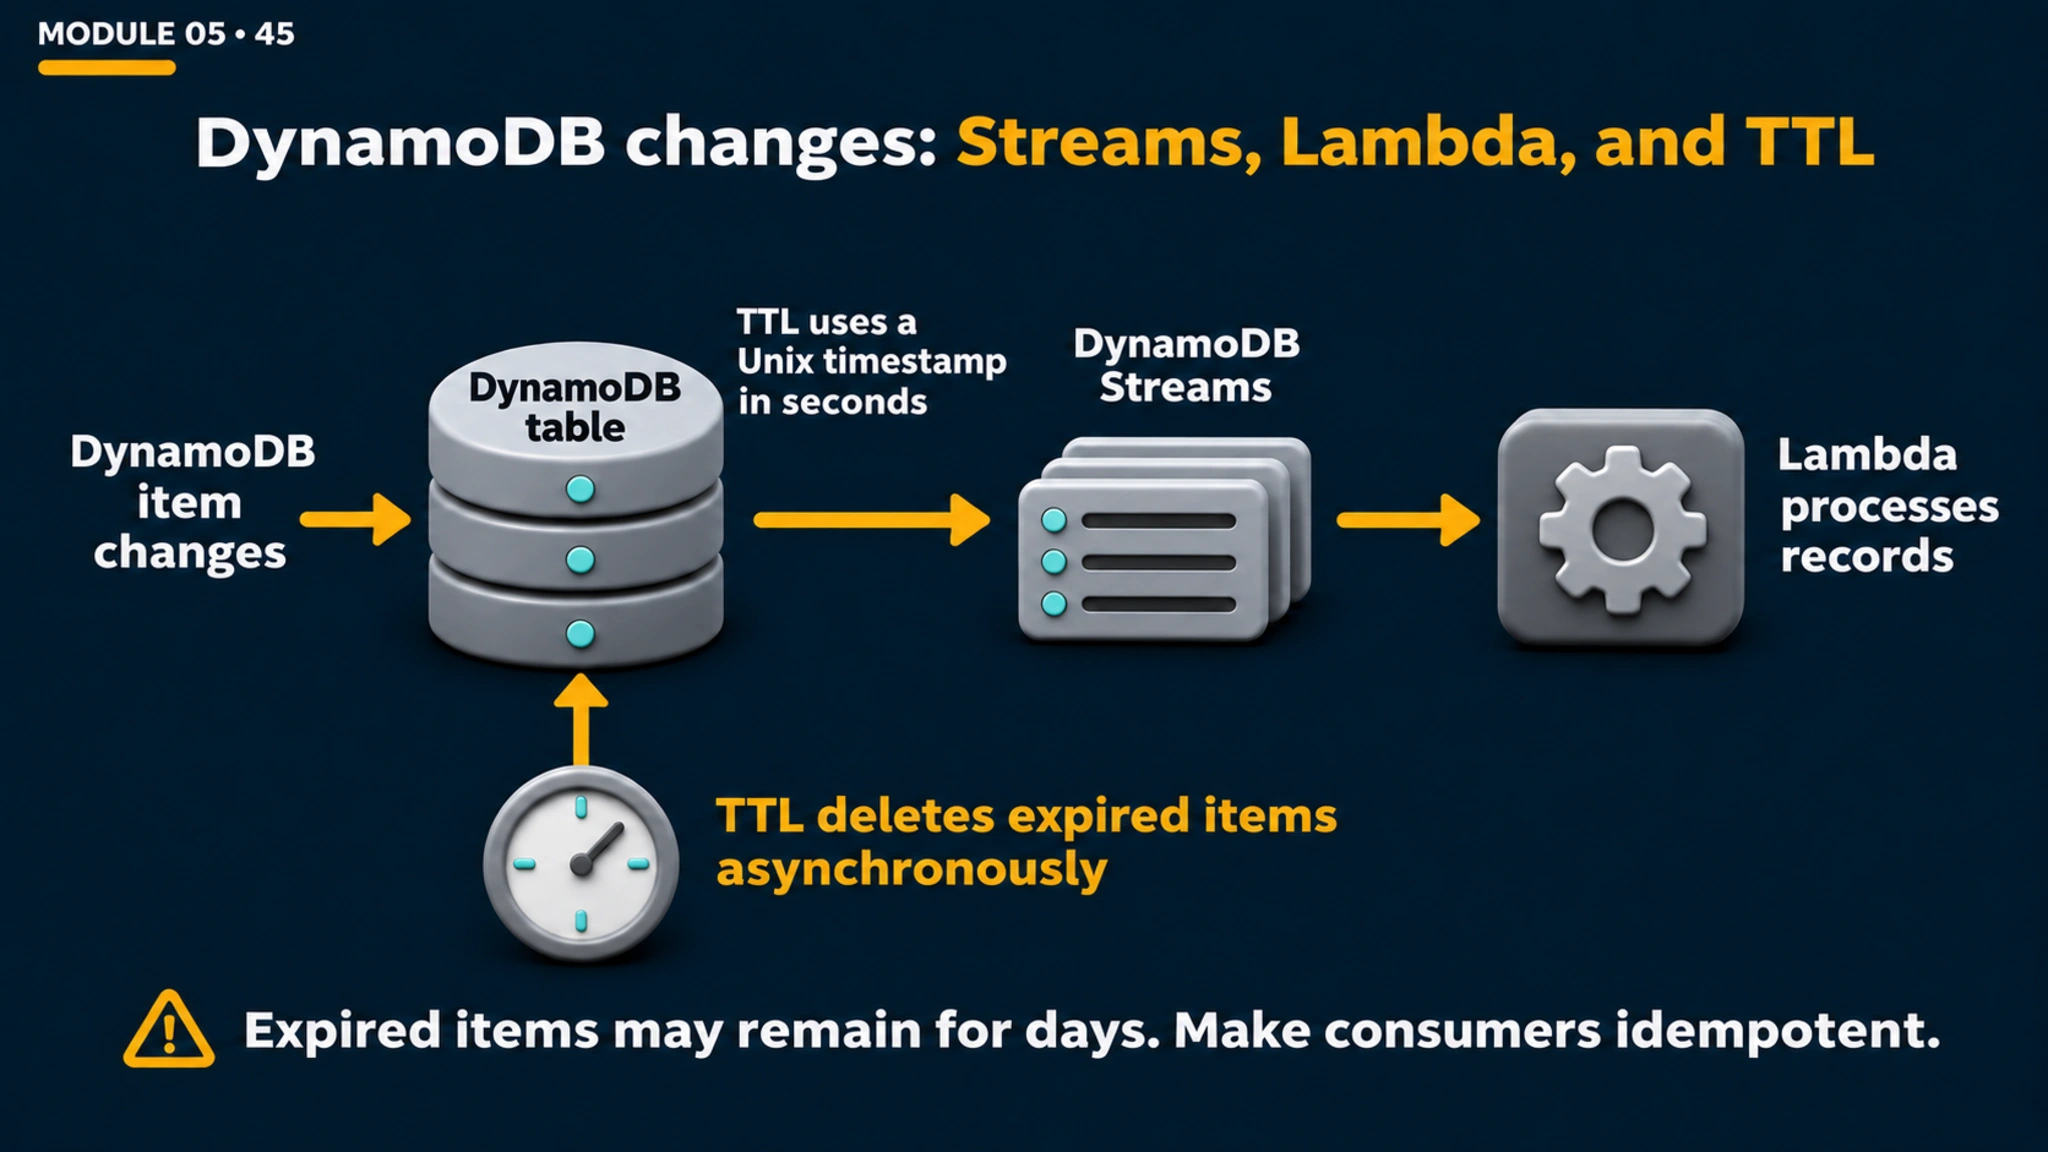 MODULE 05 • 45
DynamoDB changes: Streams, Lambda, and TTL
DynamoDB
item
changes
DynamoDB
table
TTL uses a
Unix timestamp
in seconds
DynamoDB
Streams
Lambda
processes
records
TTL deletes expired items
asynchronously
Expired items may remain for days. Make consumers idempotent.